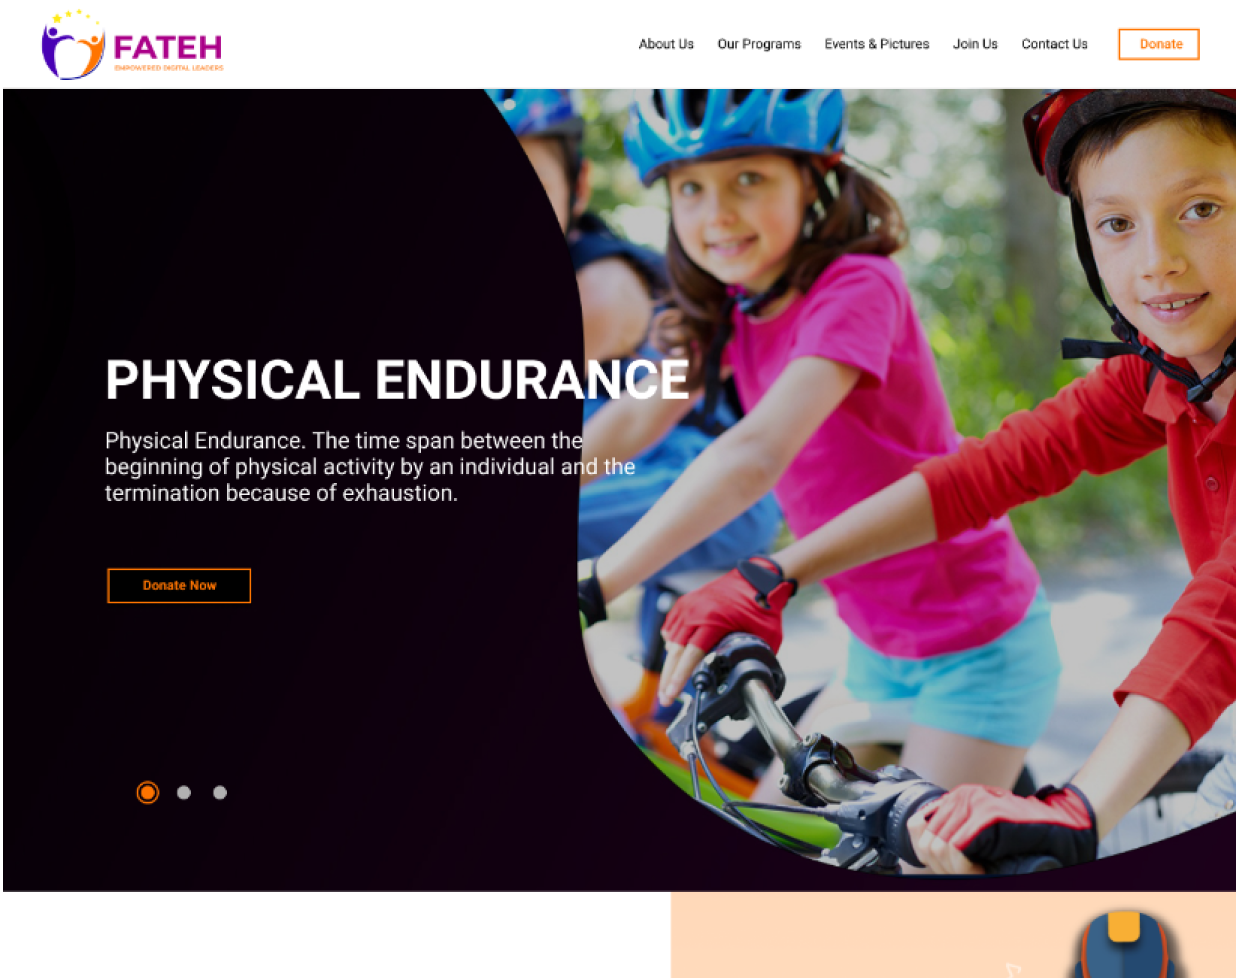 FATEH
EMPOWERED DIGITAL LEADERS
About Us Our Programs Events & Pictures Join Us Contact Us Donate
PHYSICAL ENDURANCE
Physical Endurance. The time span between the
beginning of physical activity by an individual and the
termination because of exhaustion.
Donate Now